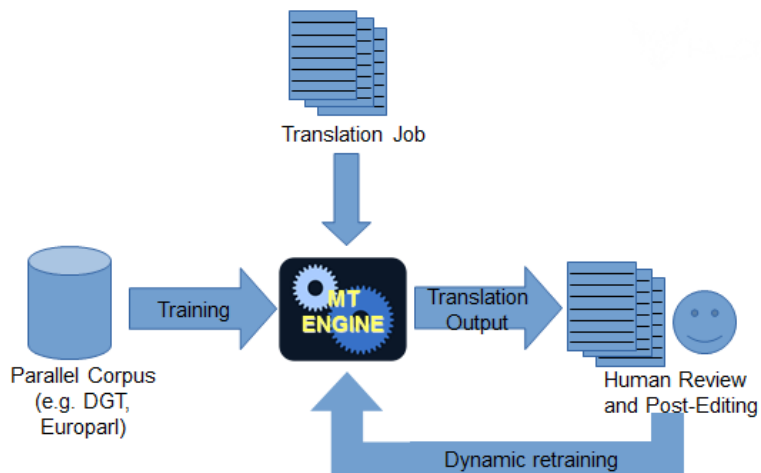 Translation Job
Training
MT
ENGINE
Translation
Output
Parallel Corpus
(e.g. DGT,
Europarl)
Human Review
and Post-Editing
Dynamic retraining